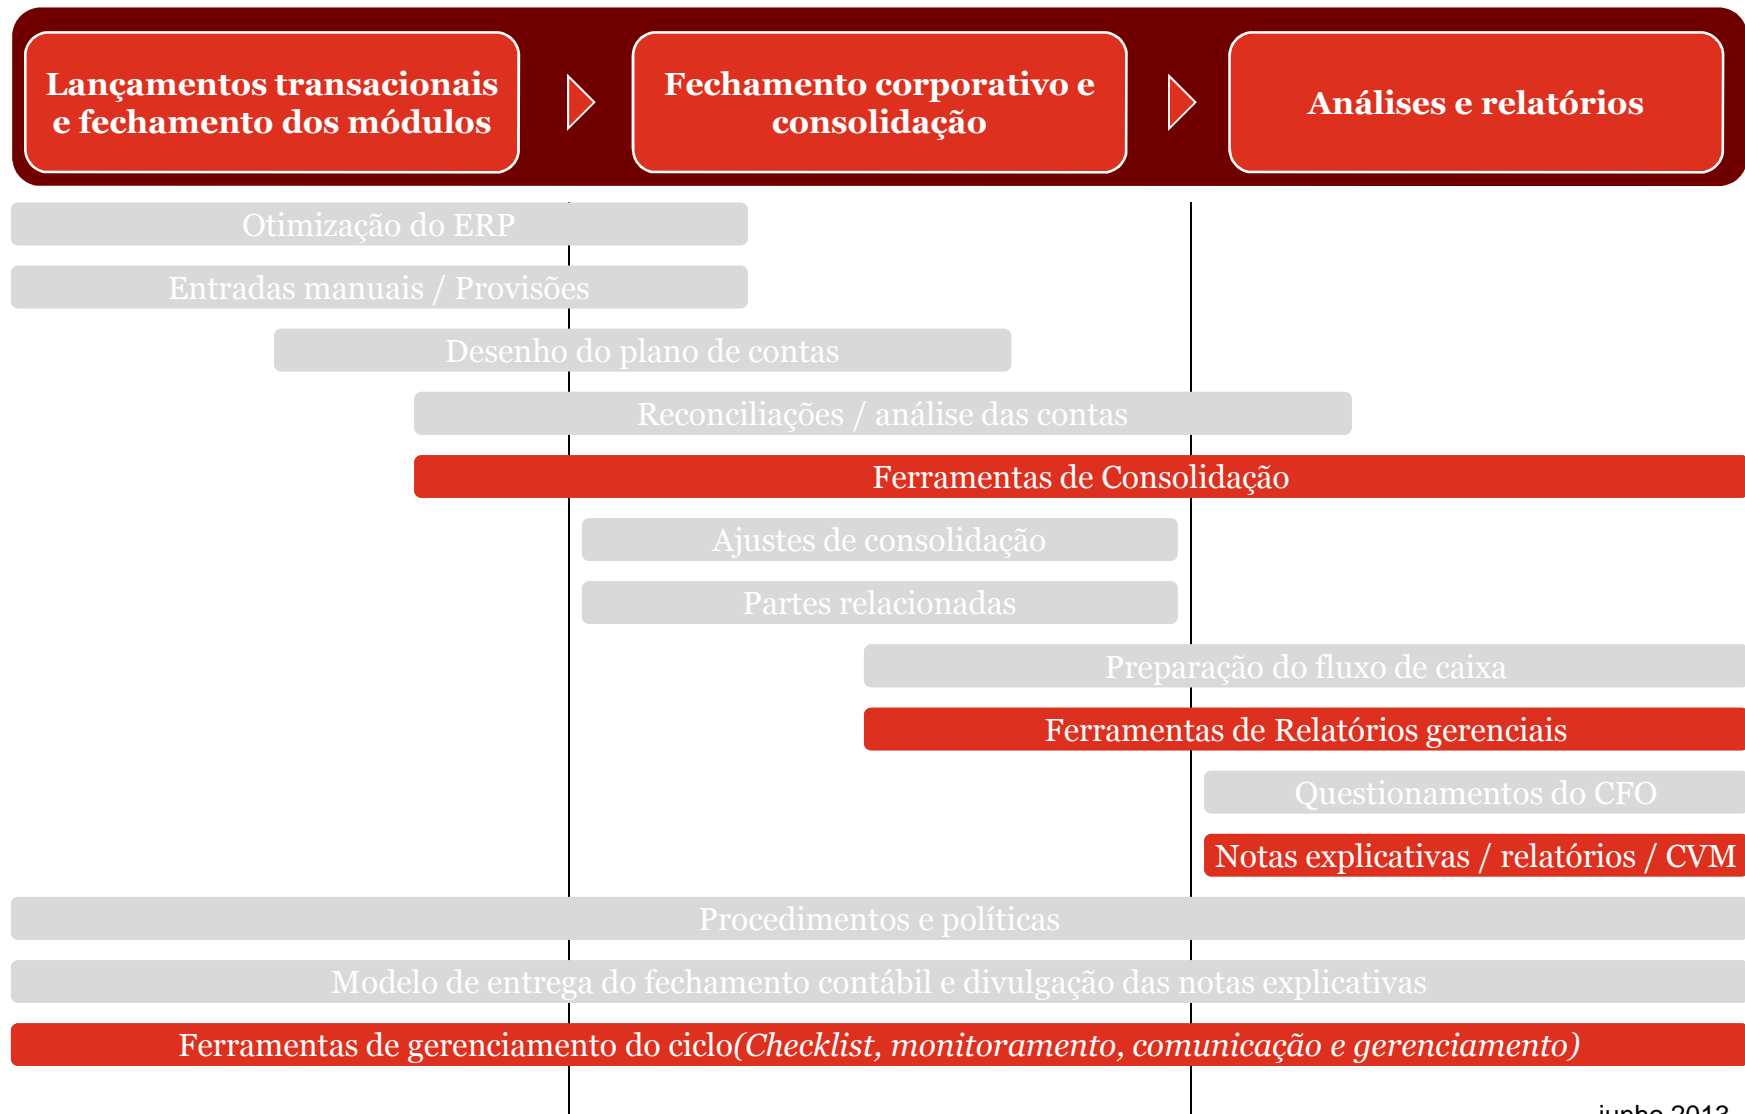 Lançamentos transacionais
e fechamento dos módulos
Fechamento corporativo e
consolidação
Análises e relatórios
Otimização do ERP
Entradas manuais / Provisões
Desenho do plano de contas
Reconciliações / análise das contas
Ferramentas de Consolidação
Ajustes de consolidação
Partes relacionadas
Preparação do fluxo de caixa
Ferramentas de Relatórios gerenciais
Questionamentos do CFO
Notas explicativas / relatórios / CVM
Procedimentos e políticas
Modelo de entrega do fechamento contábil e divulgação das notas explicativas
Ferramentas de gerenciamento do ciclo(Checklist, monitoramento, comunicação e gerenciamento)
junho 2013